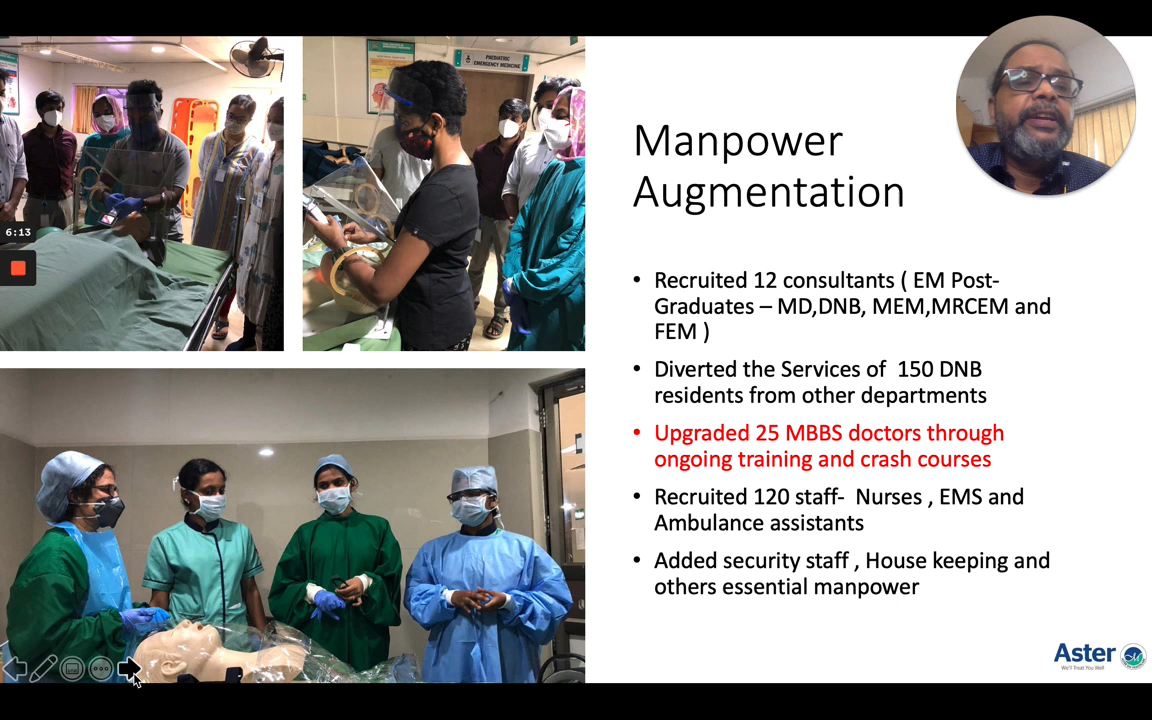 PAEDIATRIC
EMERGENCY MEDICINE
6:13
Manpower
Augmentation
• Recruited 12 consultants ( EM Post-
Graduates – MD,DNB, MEM,MRCEM and
FEM )
• Diverted the Services of 150 DNB
residents from other departments
• Upgraded 25 MBBS doctors through
ongoing training and crash courses
• Recruited 120 staff- Nurses , EMS and
Ambulance assistants
• Added security staff , House keeping and
others essential manpower
Aster
We'll Treat You Well